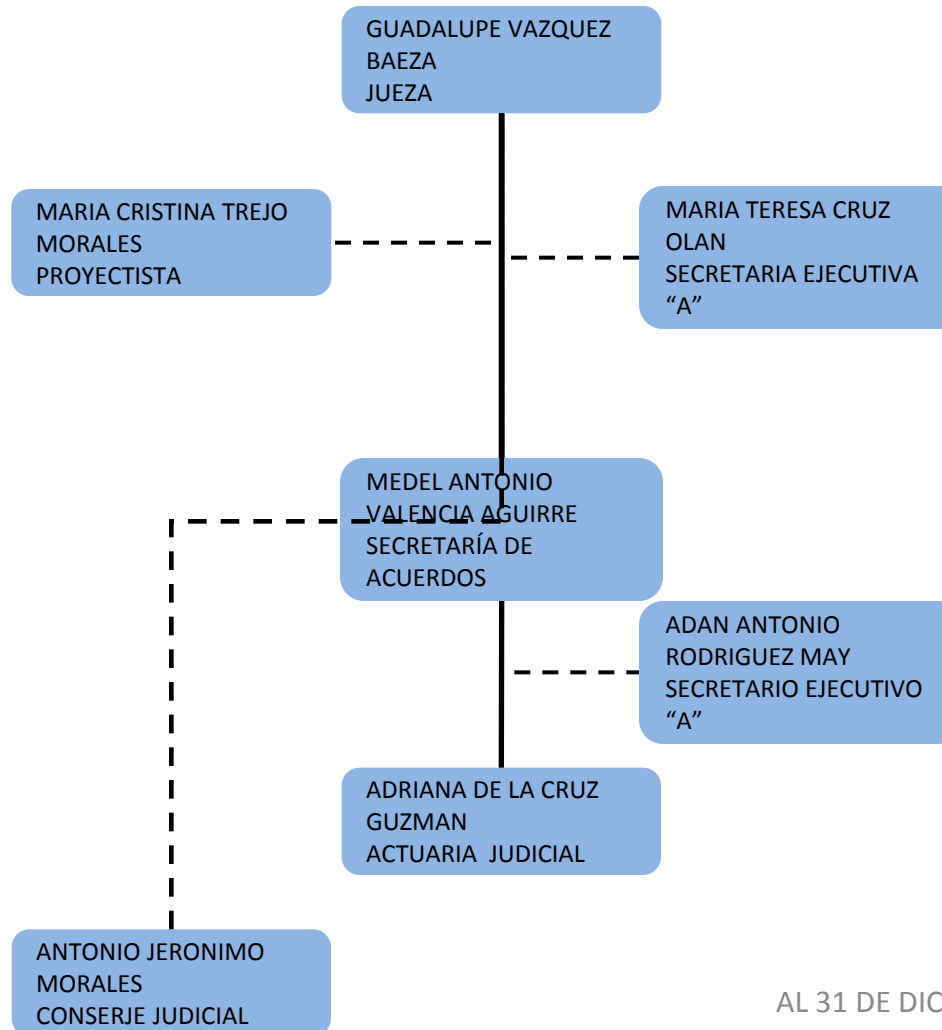 GUADALUPE VAZQUEZ
BAEZA
JUEZA
MARIA CRISTINA TREJO
MORALES
PROYECTISTA
MARIA TERESA CRUZ
OLAN
SECRETARIA EJECUTIVA
“A”
MEDEL ANTONIO
VALENCIA AGUIRRE
SECRETARÍA DE
ACUERDOS
ADAN ANTONIO
RODRIGUEZ MAY
SECRETARIO EJECUTIVO
“A”
ADRIANA DE LA CRUZ
GUZMAN
ACTUARIA JUDICIAL
ANTONIO JERONIMO
MORALES
CONSERJE JUDICIAL
AL 31 DE DIC